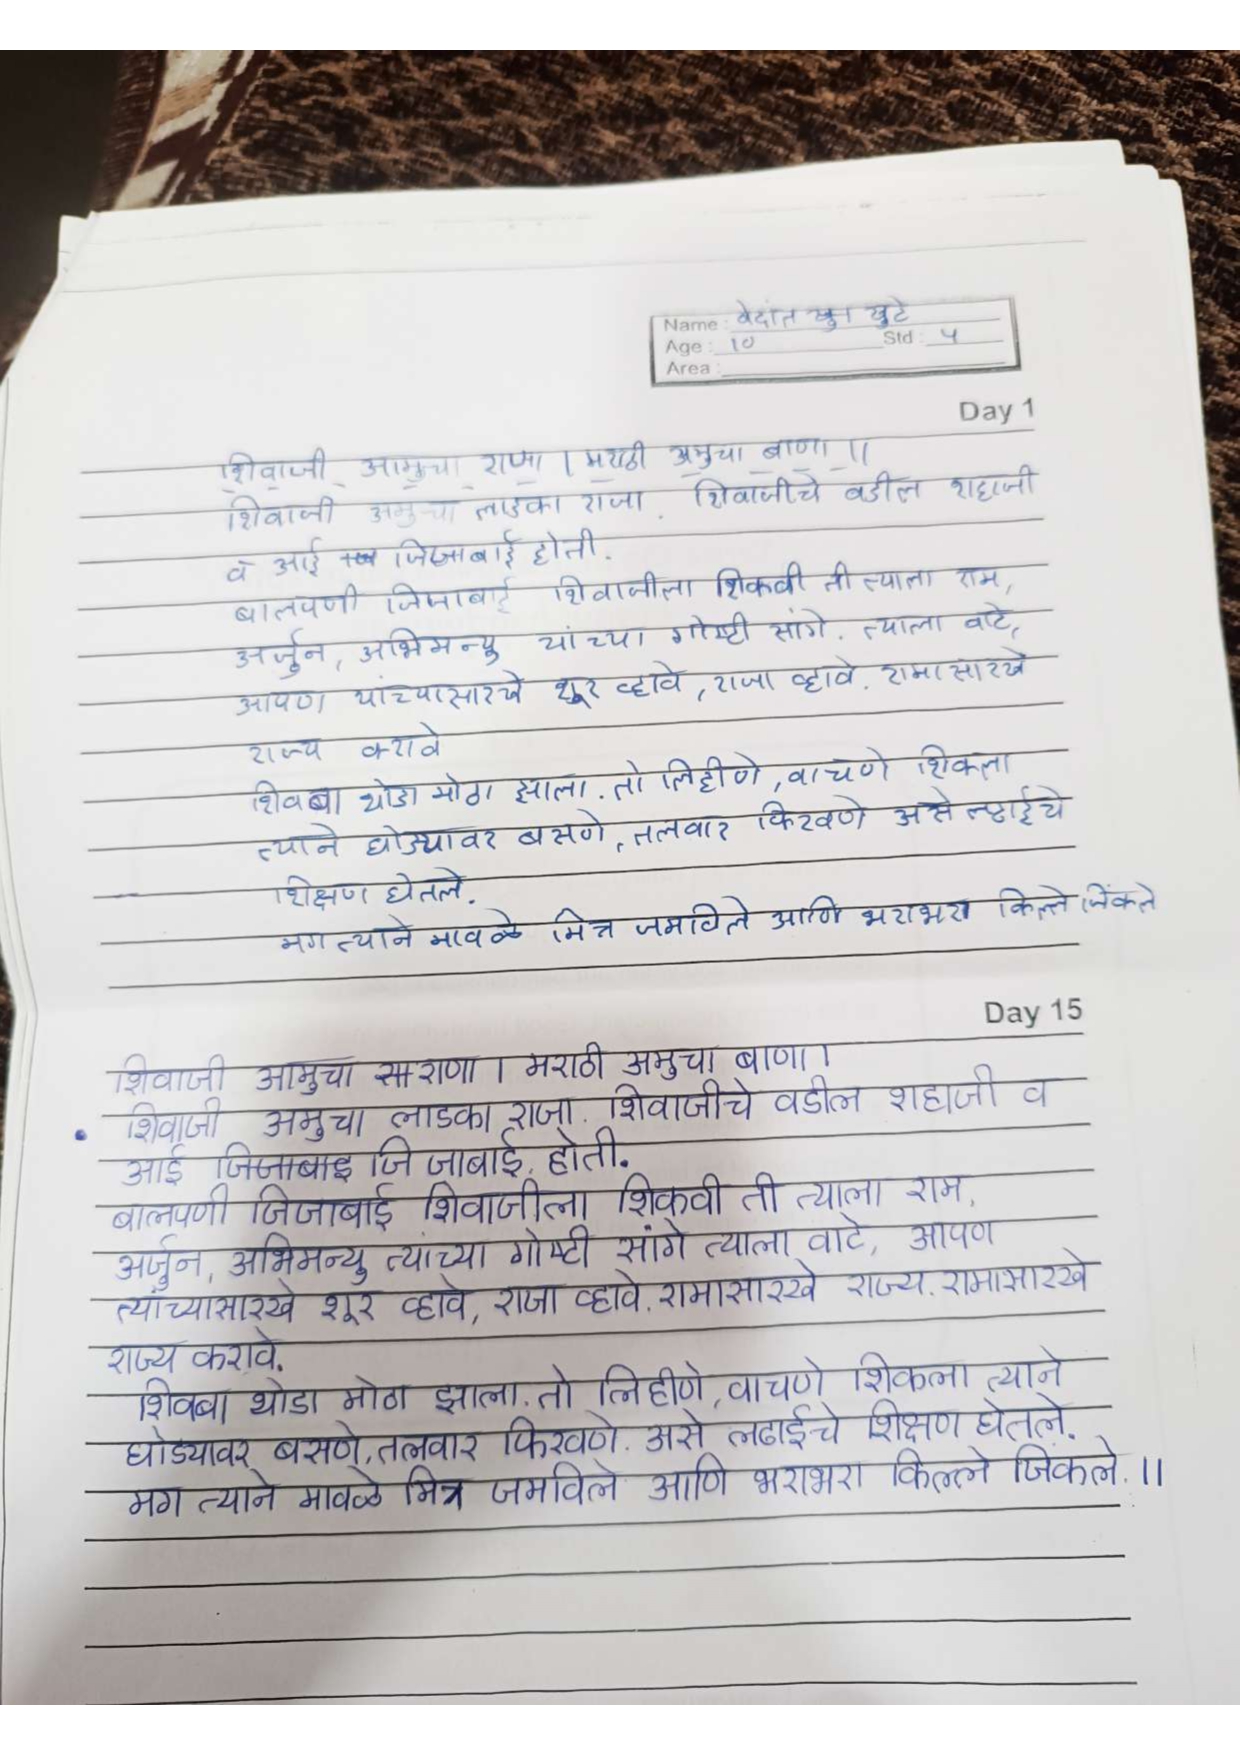 Name : वेदांत खुटे
Age : 10 Std : ५
Area :
Day 1
शिवाजी आमुचा राणा । मराठी अमुचा बाणा ॥
शिवाजी अमुचा लाडका राजा. शिवाजीचे वडील शहाजी
व आई जिजाबाई होती.
बालपणी जिजाबाई शिवाजीला शिकवी ती त्याला राम,
अर्जुन, अभिमन्यु यांच्या गोष्टी सांगे. त्याला वाटे,
आपण यांच्यासारखे शूर व्हावे, राजा व्हावे. रामासारखे
राज्य करावे
शिवबा थोडा मोठा झाला. तो लिहीणे, वाचणे शिकला
त्याने घोड्यावर बसणे, तलवार फिरवणे असे ल्ढाईचे
शिक्षण घेतले.
मग त्याने मावळे मित्र जमविले आणि भराभरा किल्ले जिंकले
Day 15
शिवाजी आमुचा राणा । मराठी अमुचा बाणा ।
शिवाजी अमुचा लाडका राजा. शिवाजीचे वडील शहाजी व
आई जिजाबाइ जिजाबाई. होती.
बालपणी जिजाबाई शिवाजीला शिकवी ती त्याला राम,
अर्जुन, अभिमन्यु त्यांच्या गोष्टी सांगे त्याला वाटे, आपण
त्यांच्यासारखे शूर व्हावे, राजा व्हावे. रामासारखे राज्य. रामासारखे
राज्य करावे.
शिवबा थोडा मोठा झाला. तो लिहीणे, वाचणे शिकला त्याने
घोड्यावर बसणे, तलवार फिरवणे. असे लढाईचे शिक्षण घेतले.
मग त्याने मावळे मित्र जमविले आणि भराभरा किल्ले जिंकले. ॥